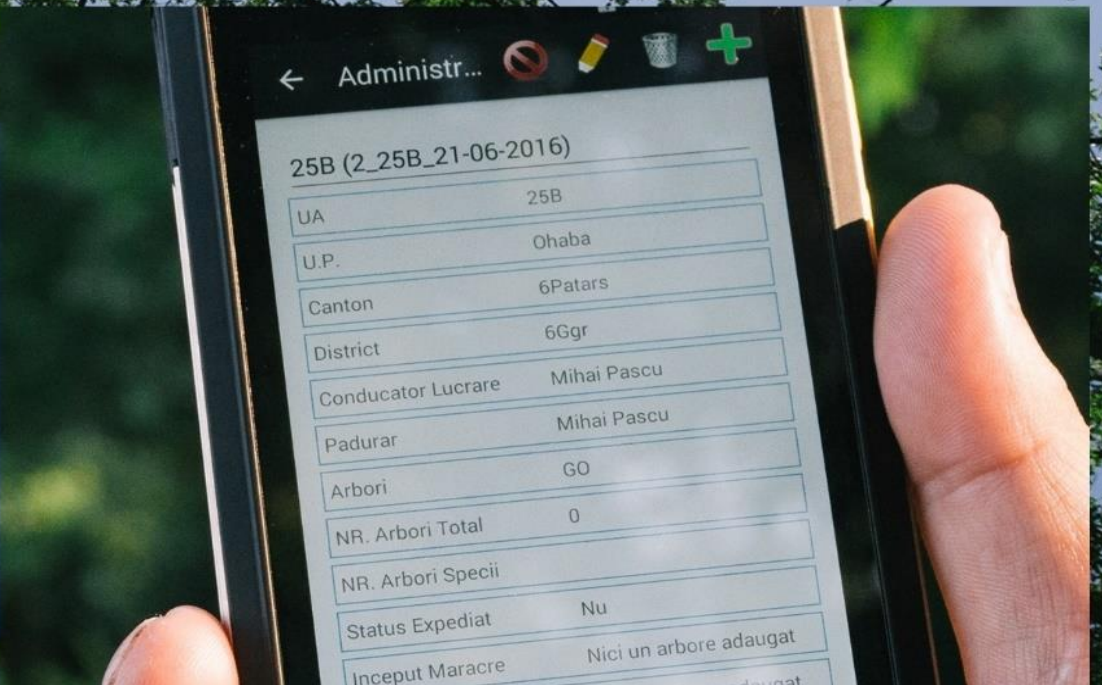 Administr...
25B (2_25B_21-06-2016)
UA 25B
U.P. Ohaba
Canton 6Patars
District 6Ggr
Conducator Lucrare Mihai Pascu
Padurar Mihai Pascu
Arbori GO
NR. Arbori Total 0
NR. Arbori Specii
Status Expediat Nu
Inceput Maracre Nici un arbore adaugat
adaugat